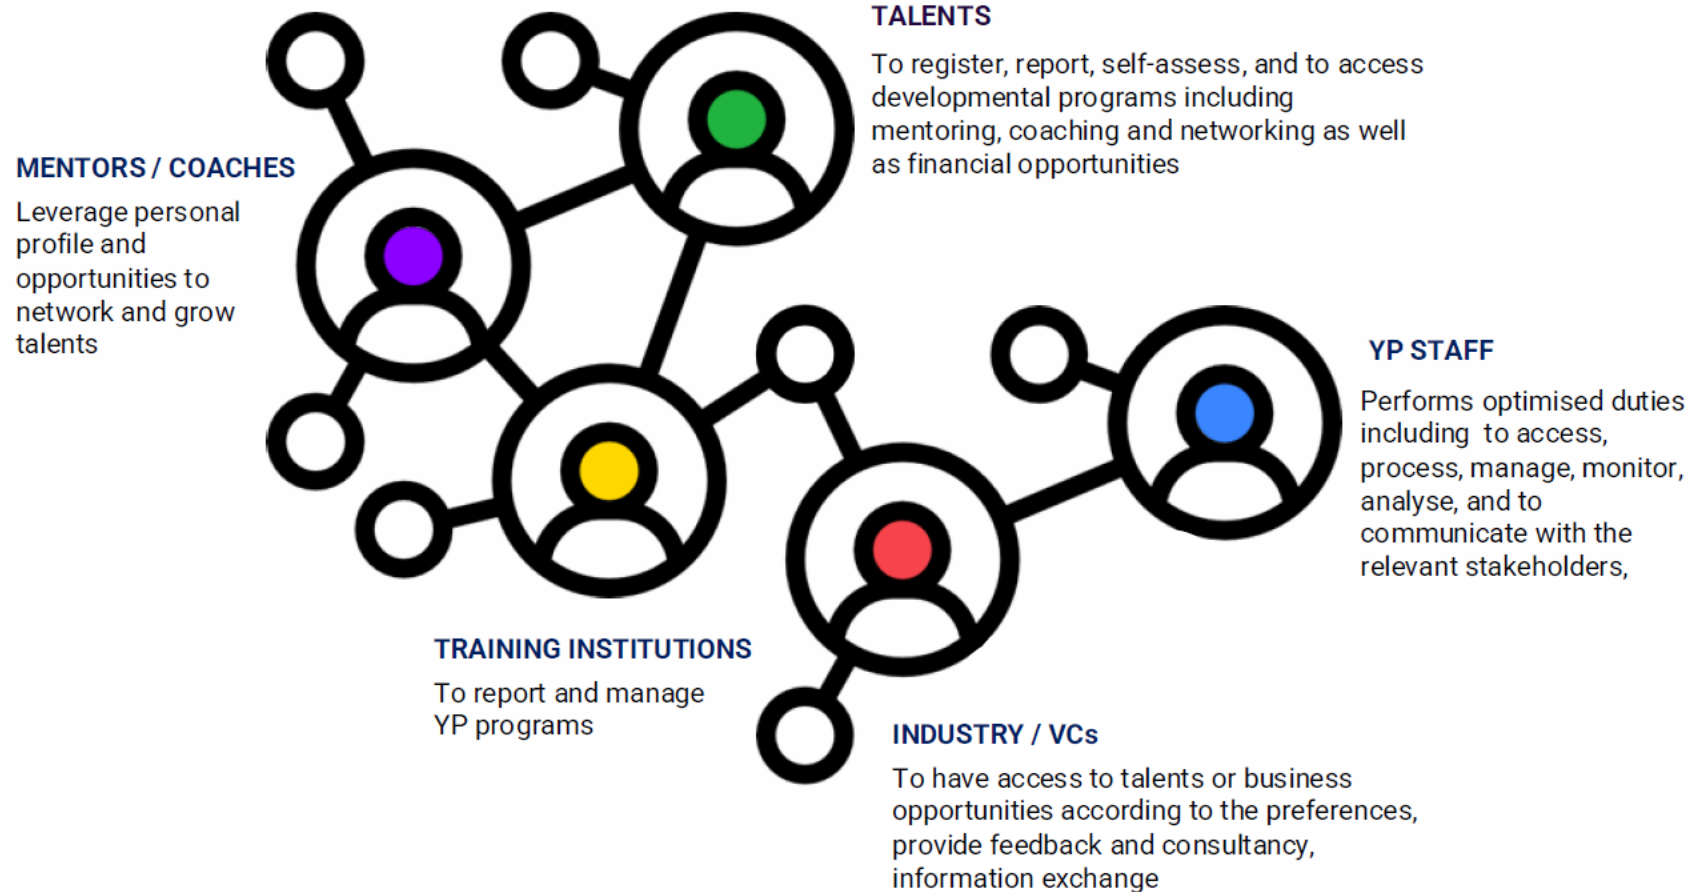 TALENTS
To register, report, self-assess, and to access
developmental programs including
mentoring, coaching and networking as well
as financial opportunities
MENTORS / COACHES
Leverage personal
profile and
opportunities to
network and grow
talents
YP STAFF
Performs optimised duties
including  to access,
process, manage, monitor,
analyse, and to
communicate with the
relevant stakeholders,
TRAINING INSTITUTIONS
To report and manage
YP programs
INDUSTRY / VCs
To have access to talents or business
opportunities according to the preferences,
provide feedback and consultancy,
information exchange